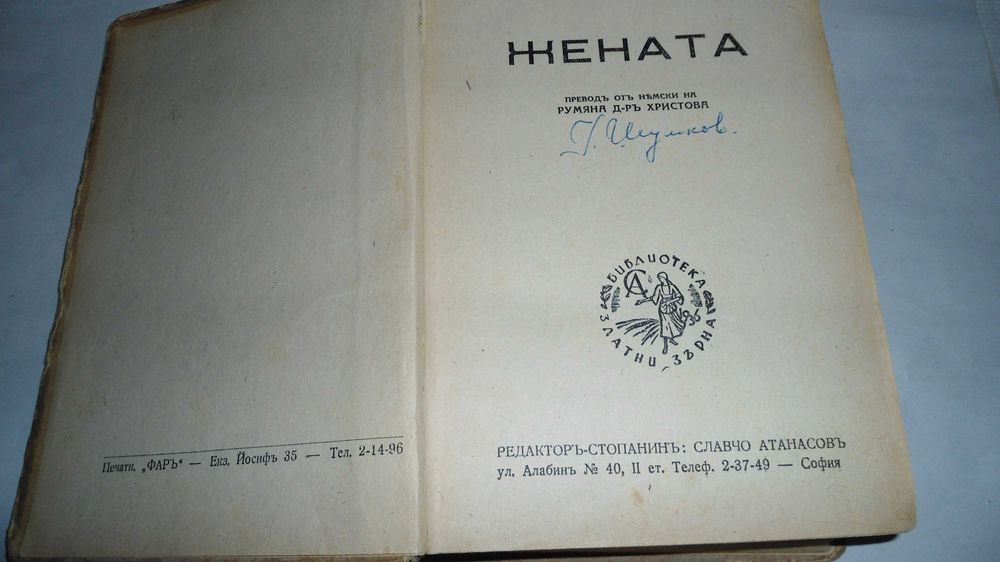 Печатн. „ФАРЪ“ — Екз. Йосифъ 35 — Тел. 2-14-96
ЖЕНАТА
ПРЕВОДЪ ОТЪ НѢМСКИ НА
РУМЯНА Д-РЪ ХРИСТОВА
БИБЛИОТЕКА
СА
ЗЛАТНИ ЗЪРНА
РЕДАКТОРЪ-СТОПАНИНЪ: СЛАВЧО АТАНАСОВЪ
ул. Алабинъ № 40, II ет. Телеф. 2-37-49 — София